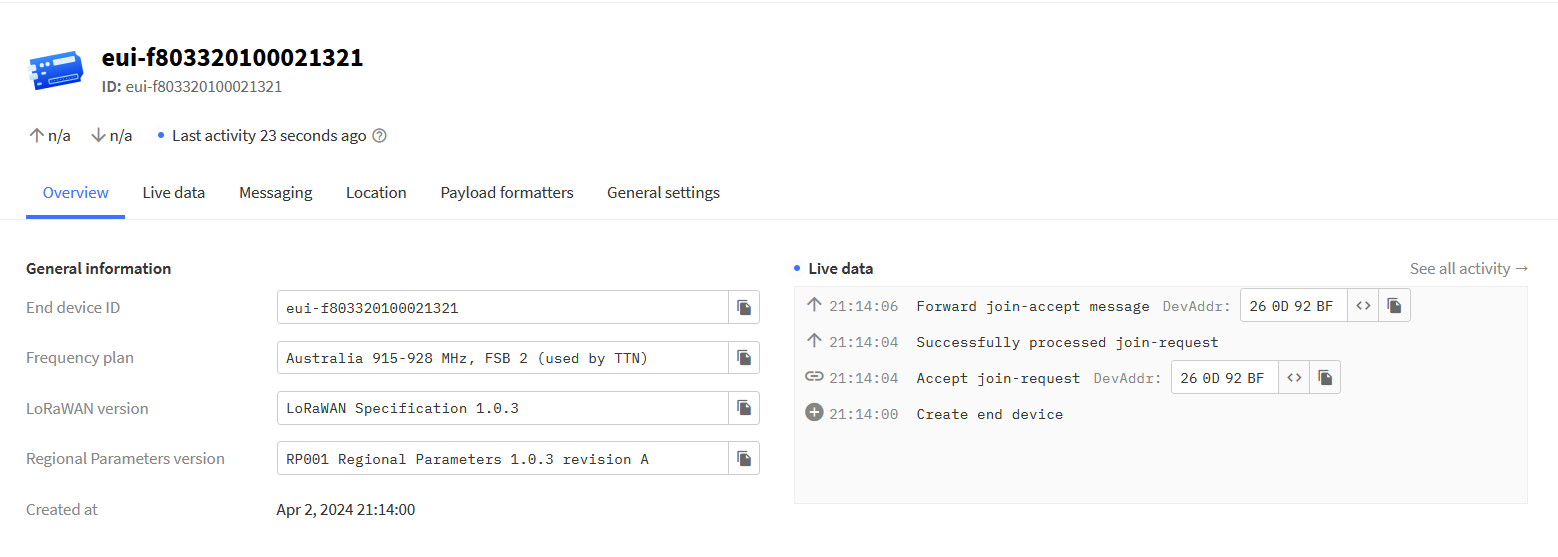 eui-f803320100021321
ID: eui-f803320100021321
n/a n/a Last activity 23 seconds ago
Overview Live data Messaging Location Payload formatters General settings
General information
End device ID eui-f803320100021321
Frequency plan Australia 915-928 MHz, FSB 2 (used by TTN)
LoRaWAN version LoRaWAN Specification 1.0.3
Regional Parameters version RP001 Regional Parameters 1.0.3 revision A
Created at Apr 2, 2024 21:14:00
Live data See all activity →
21:14:06 Forward join-accept message DevAddr: 26 0D 92 BF <>
21:14:04 Successfully processed join-request
21:14:04 Accept join-request DevAddr: 26 0D 92 BF <>
21:14:00 Create end device